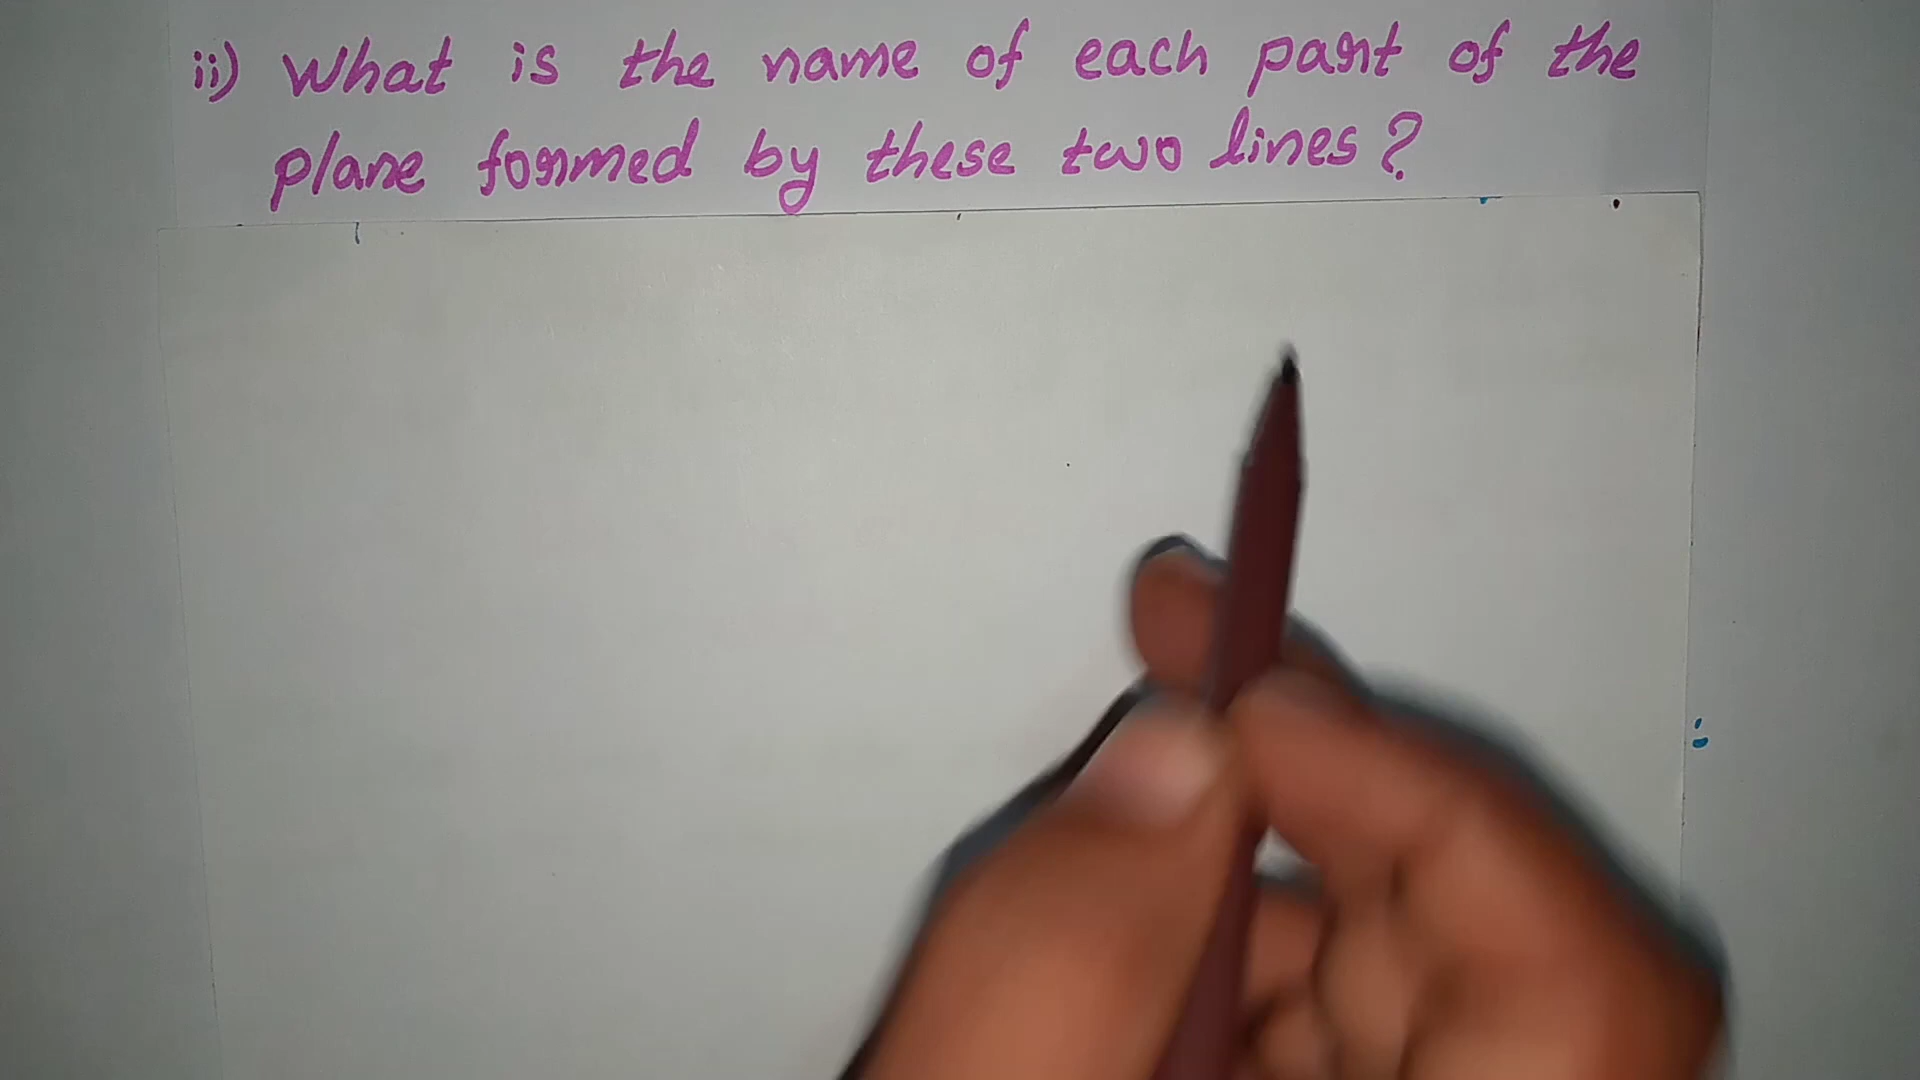 ii) What is the name of each part of the
plane formed by these two lines?